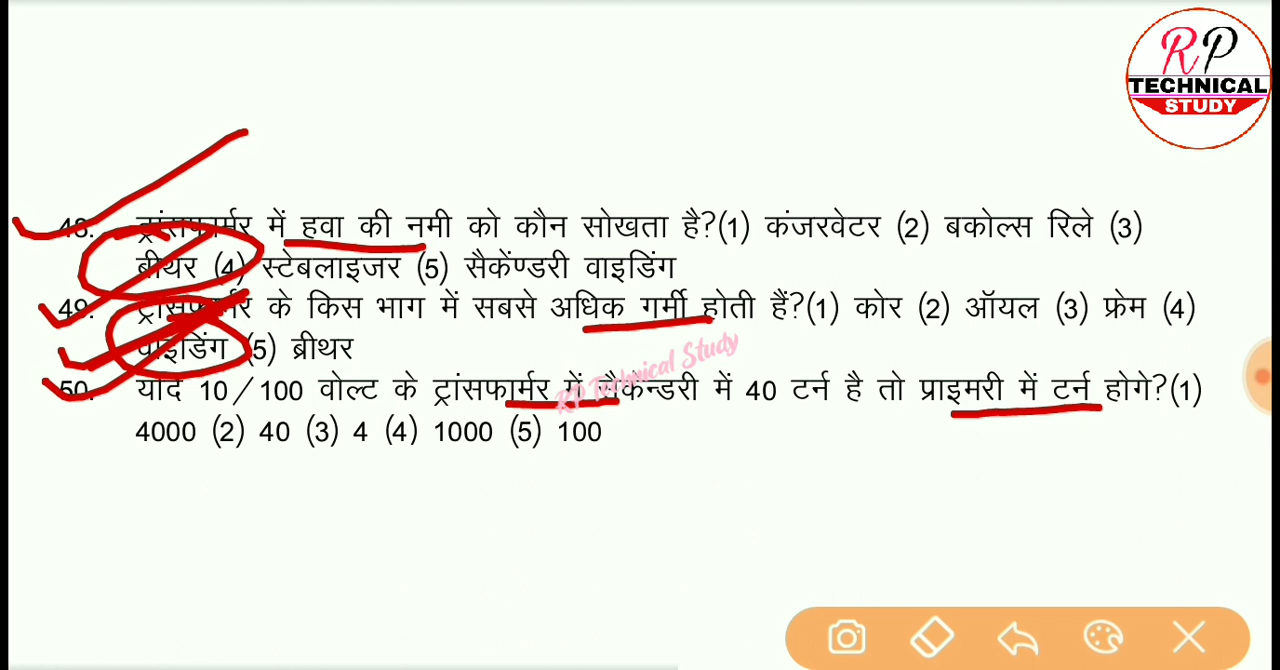 RP
TECHNICAL
STUDY
48. ट्रांसफार्मर में हवा की नमी को कौन सोखता है?(1) कंजरवेटर (2) बकोल्स रिले (3)
ब्रीथर (4) स्टेबलाइजर (5) सैकेंण्डरी वाइडिंग
49. ट्रांसफार्मर के किस भाग में सबसे अधिक गर्मी होती हैं?(1) कोर (2) ऑयल (3) फ्रेम (4)
वाइडिंग (5) ब्रीथर
RP Technical Study
50. यदि 10/100 वोल्ट के ट्रांसफार्मर में सैकेन्डरी में 40 टर्न है तो प्राइमरी में टर्न होगे?(1)
4000 (2) 40 (3) 4 (4) 1000 (5) 100